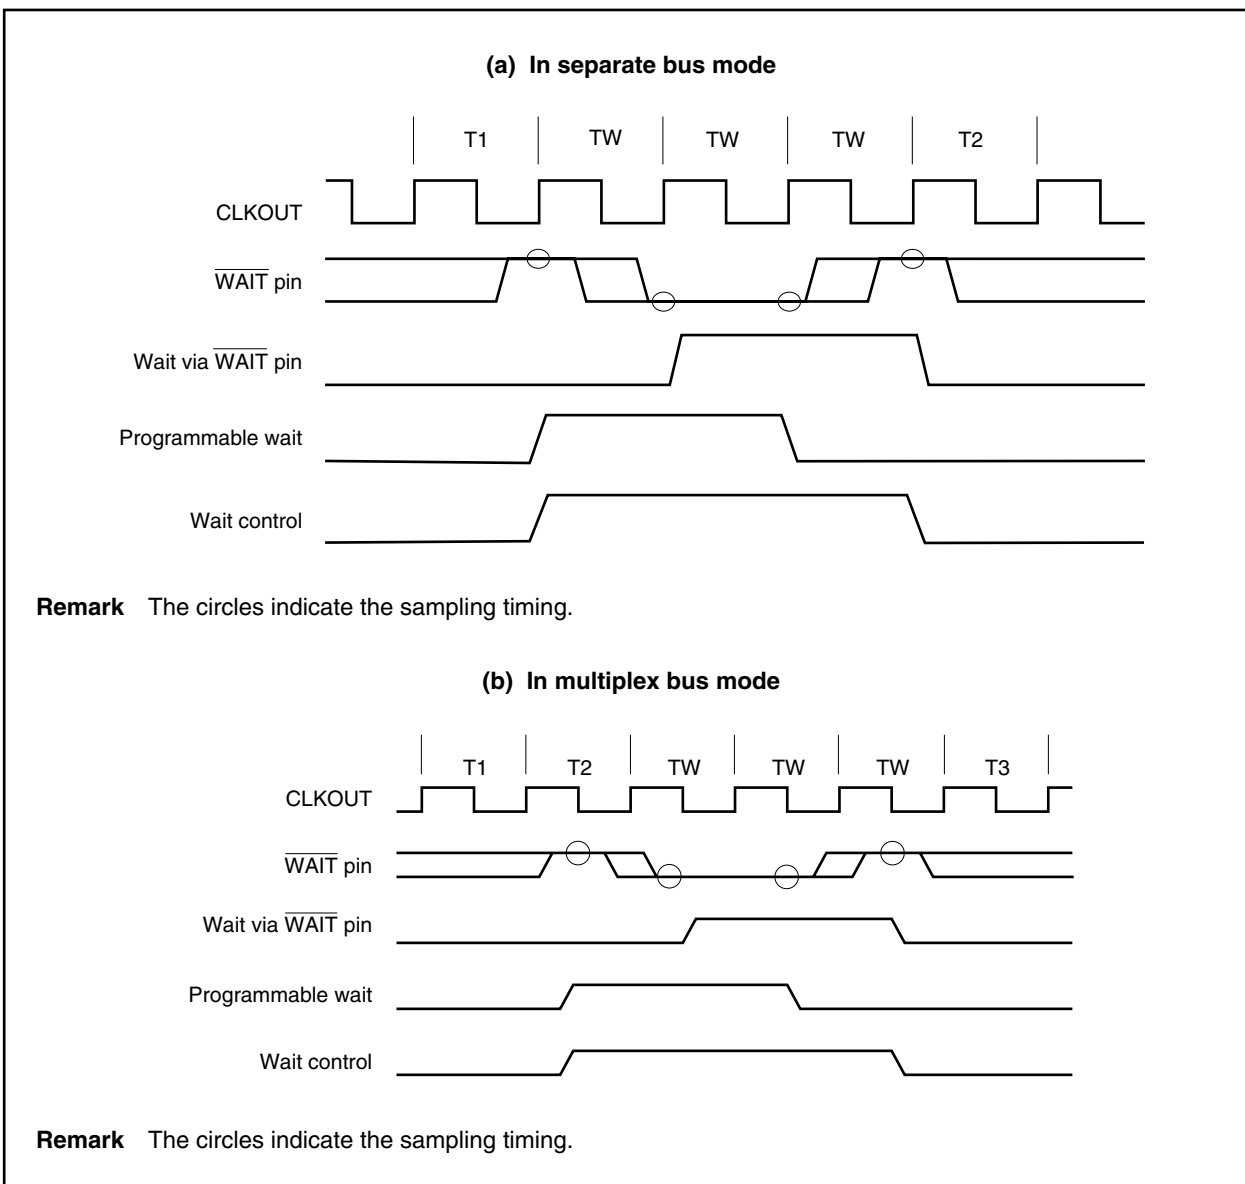 (a) In separate bus mode
T1 TW TW TW T2
CLKOUT
WAIT pin
Wait via WAIT pin
Programmable wait
Wait control
Remark The circles indicate the sampling timing.
(b) In multiplex bus mode
T1 T2 TW TW TW T3
CLKOUT
WAIT pin
Wait via WAIT pin
Programmable wait
Wait control
Remark The circles indicate the sampling timing.